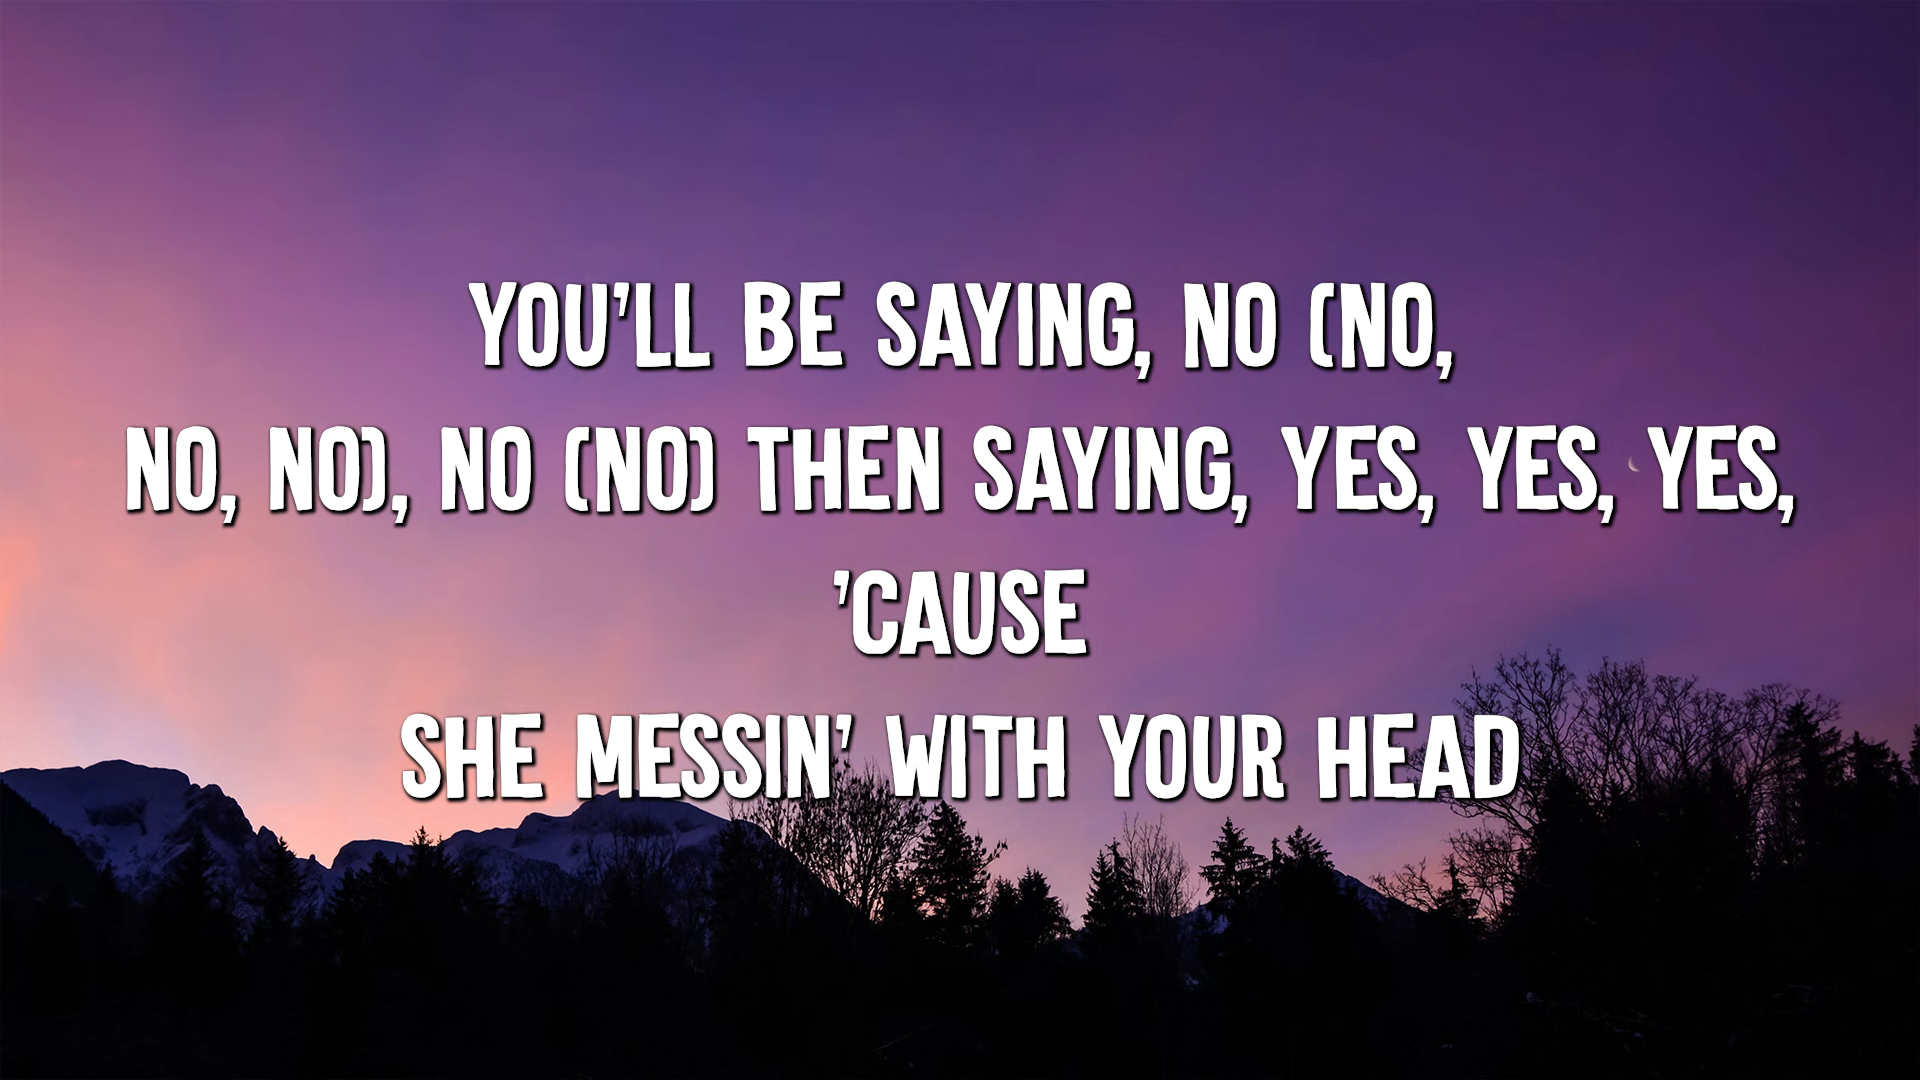 YOU'LL BE SAYING, NO (NO,
NO, NO), NO (NO) THEN SAYING, YES, YES, YES,
'CAUSE
SHE MESSIN' WITH YOUR HEAD